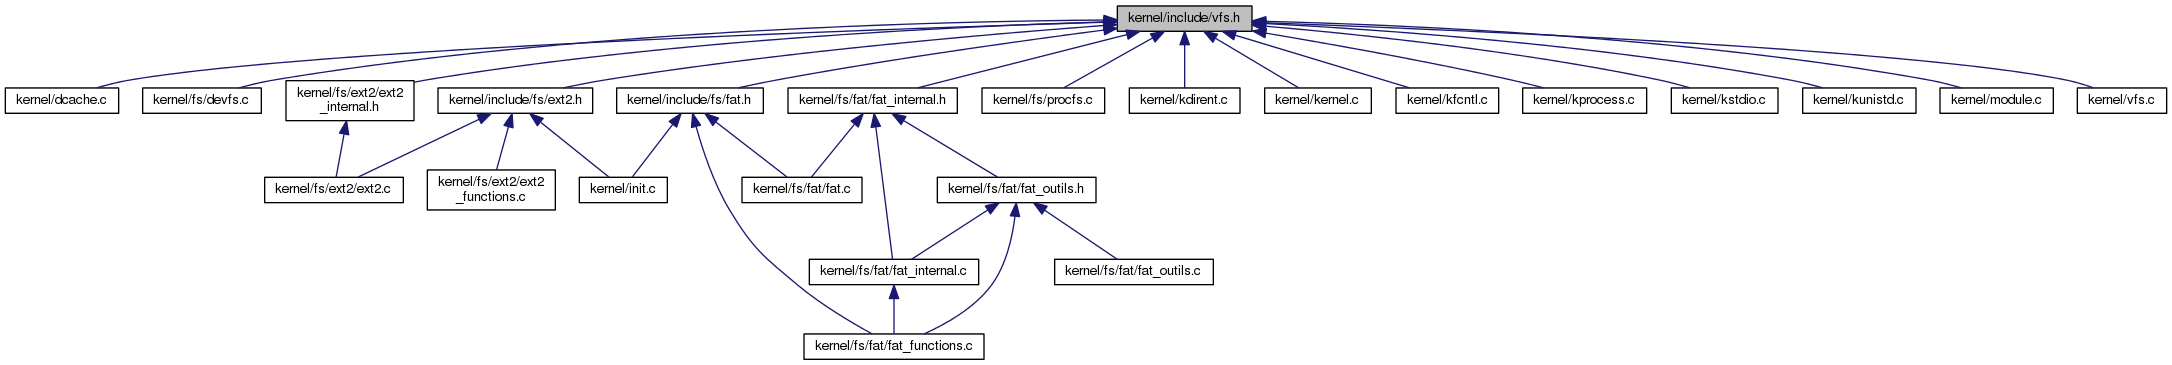 kernel/include/vfs.h
kernel/dcache.c
kernel/fs/devfs.c
kernel/fs/ext2/ext2
_internal.h
kernel/include/fs/ext2.h
kernel/include/fs/fat.h
kernel/fs/fat/fat_internal.h
kernel/fs/procfs.c
kernel/kdirent.c
kernel/kernel.c
kernel/kfcntl.c
kernel/kprocess.c
kernel/kstdio.c
kernel/kunistd.c
kernel/module.c
kernel/vfs.c
kernel/fs/ext2/ext2.c
kernel/fs/ext2/ext2
_functions.c
kernel/init.c
kernel/fs/fat/fat.c
kernel/fs/fat/fat_outils.h
kernel/fs/fat/fat_internal.c
kernel/fs/fat/fat_outils.c
kernel/fs/fat/fat_functions.c